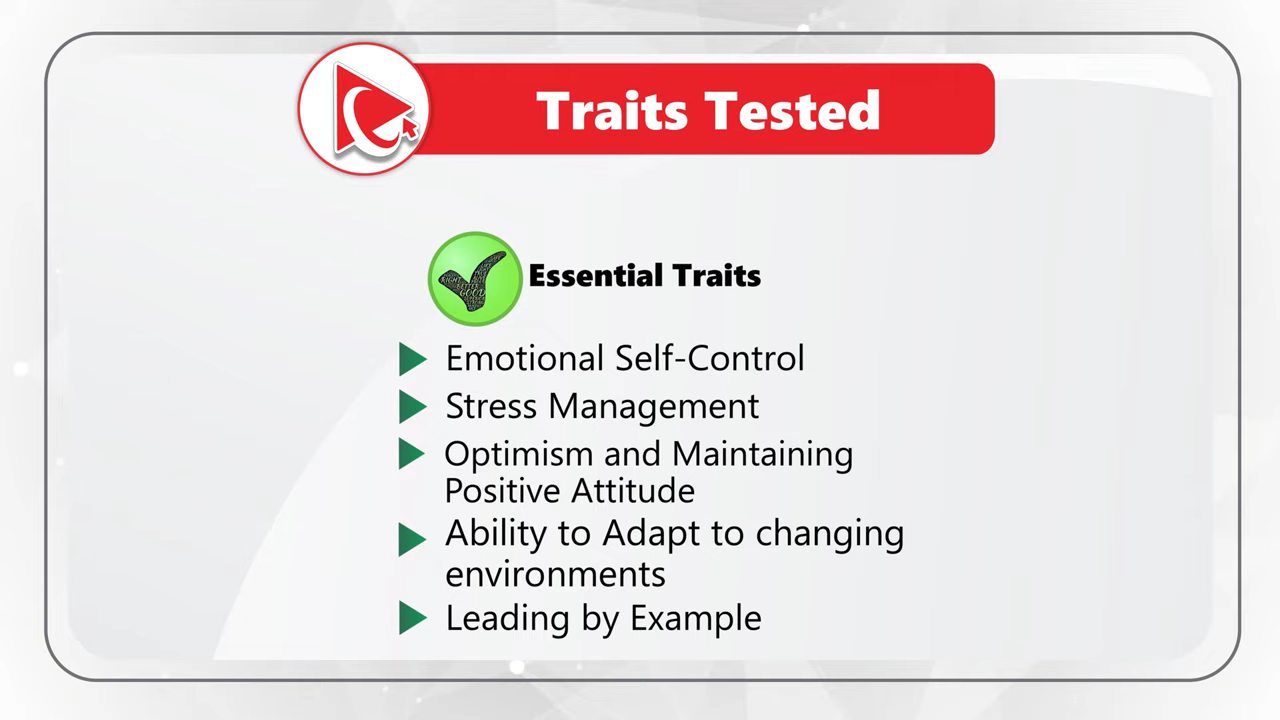 Traits Tested
Essential Traits
Emotional Self-Control
Stress Management
Optimism and Maintaining
Positive Attitude
Ability to Adapt to changing
environments
Leading by Example